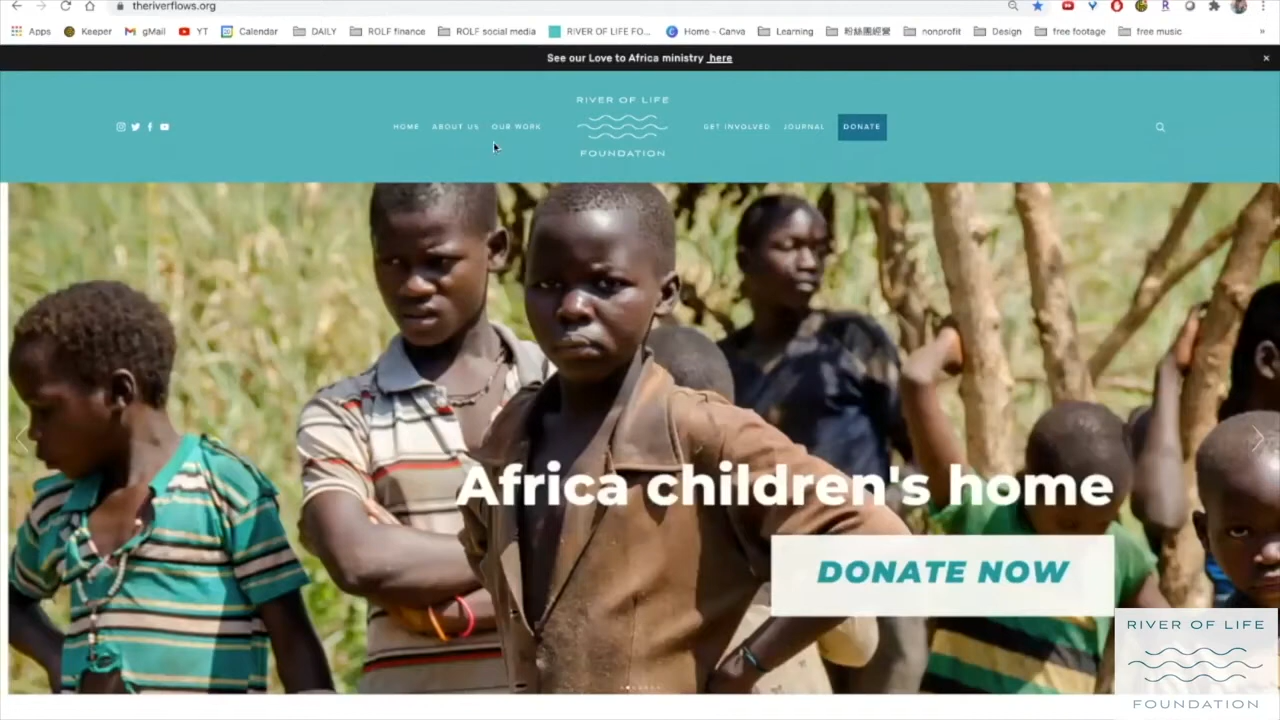 theriverflows.org
Apps Keeper gMail YT Calendar DAILY ROLF finance ROLF social media RIVER OF LIFE FO... Home - Canva Learning 粉絲團經營 nonprofit Design free footage free music »
See our Love to Africa ministry here ×
HOME ABOUT US OUR WORK
RIVER OF LIFE
FOUNDATION
GET INVOLVED JOURNAL DONATE
Africa children's home
DONATE NOW
RIVER OF LIFE
FOUNDATION